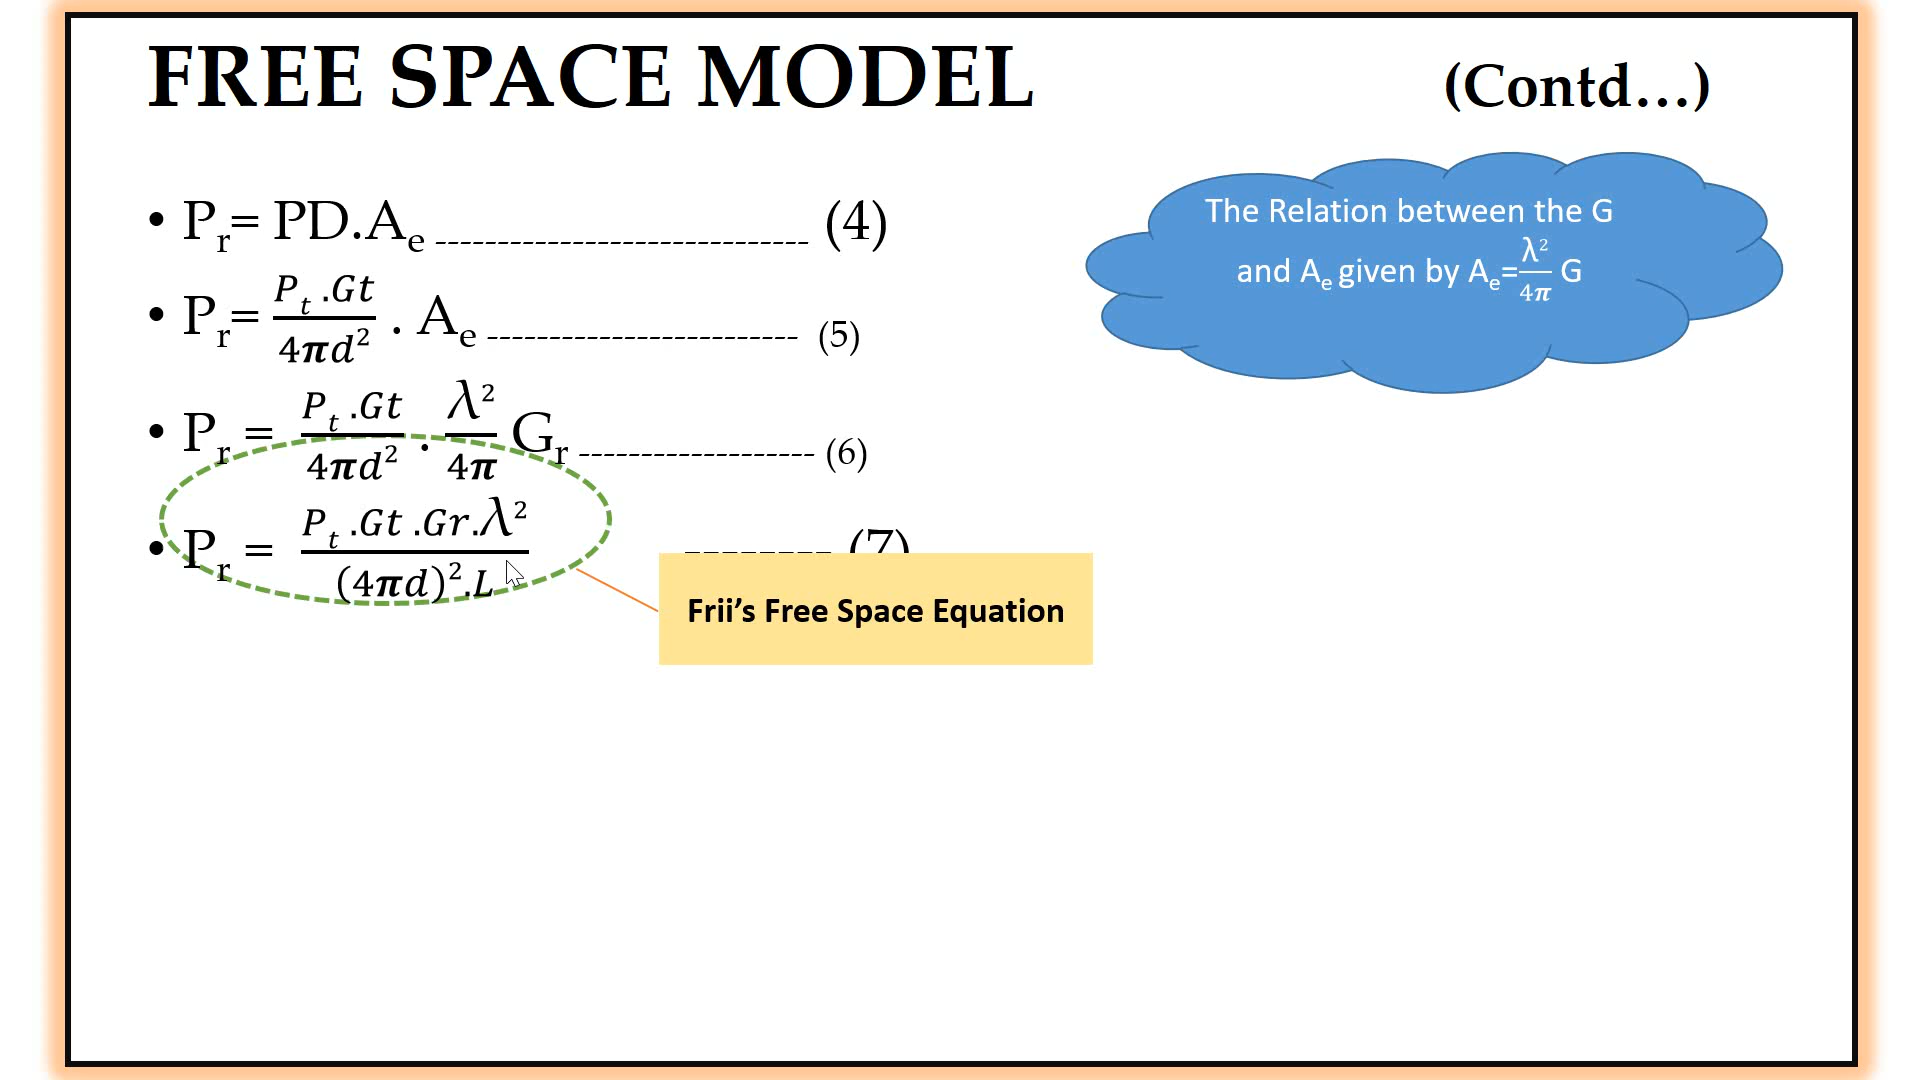 FREE SPACE MODEL (Contd...)
• Pr= PD.Ae ------------------------------ (4)
• Pr= Pt .Gt / 4πd² . Ae ------------------------- (5)
• Pr = Pt .Gt / 4πd² . λ² / 4π Gr ------------------- (6)
• Pr = Pt .Gt .Gr.λ² / (4πd)².L --------- (7)
The Relation between the G
and Ae given by Ae= λ² / 4π G
Frii’s Free Space Equation